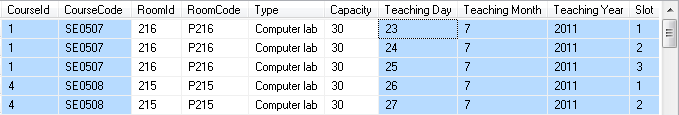 CourseId CourseCode RoomId RoomCode Type Capacity Teaching Day Teaching Month Teaching Year Slot
1 SE0507 216 P216 Computer lab 30 23 7 2011 1
1 SE0507 216 P216 Computer lab 30 24 7 2011 2
1 SE0507 216 P216 Computer lab 30 25 7 2011 3
4 SE0508 215 P215 Computer lab 30 26 7 2011 1
4 SE0508 215 P215 Computer lab 30 27 7 2011 2